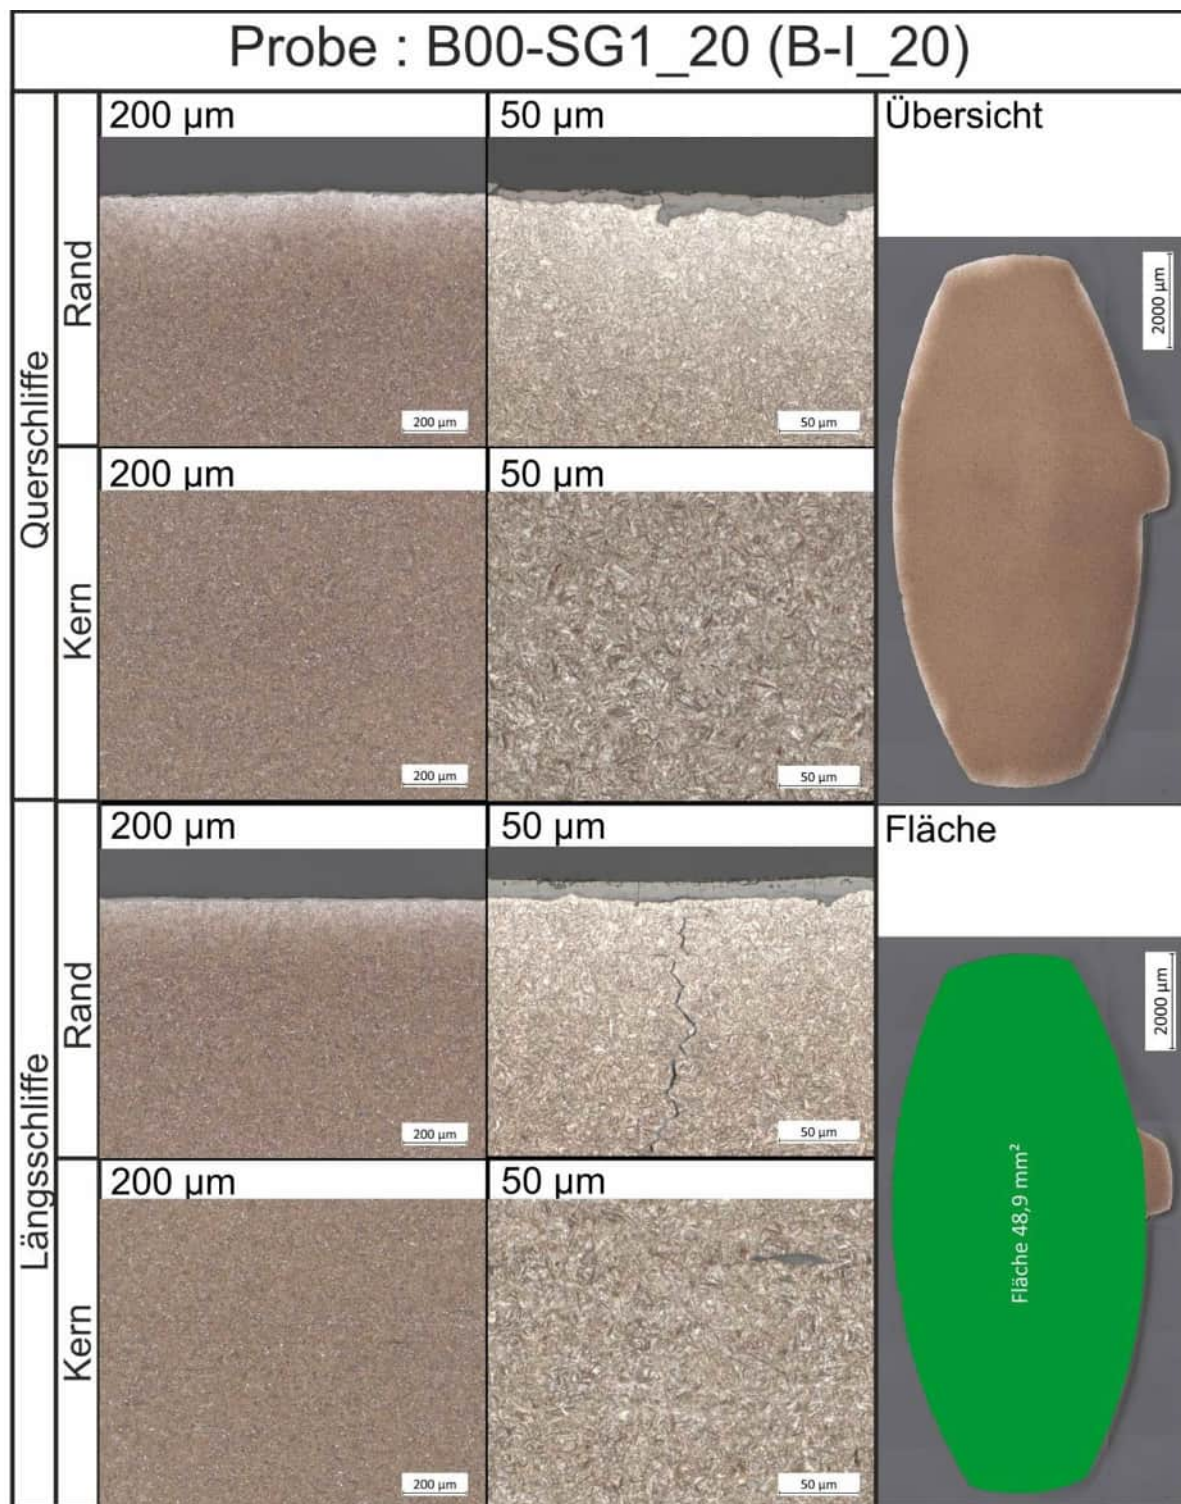 Probe : B00-SG1_20 (B-I_20)
Querschliffe
Rand
200 µm
50 µm
Übersicht
200 µm
50 µm
2000 µm
Kern
200 µm
50 µm
200 µm
50 µm
Längsschliffe
Rand
200 µm
50 µm
Fläche
200 µm
50 µm
2000 µm
Fläche 48,9 mm²
Kern
200 µm
50 µm
200 µm
50 µm